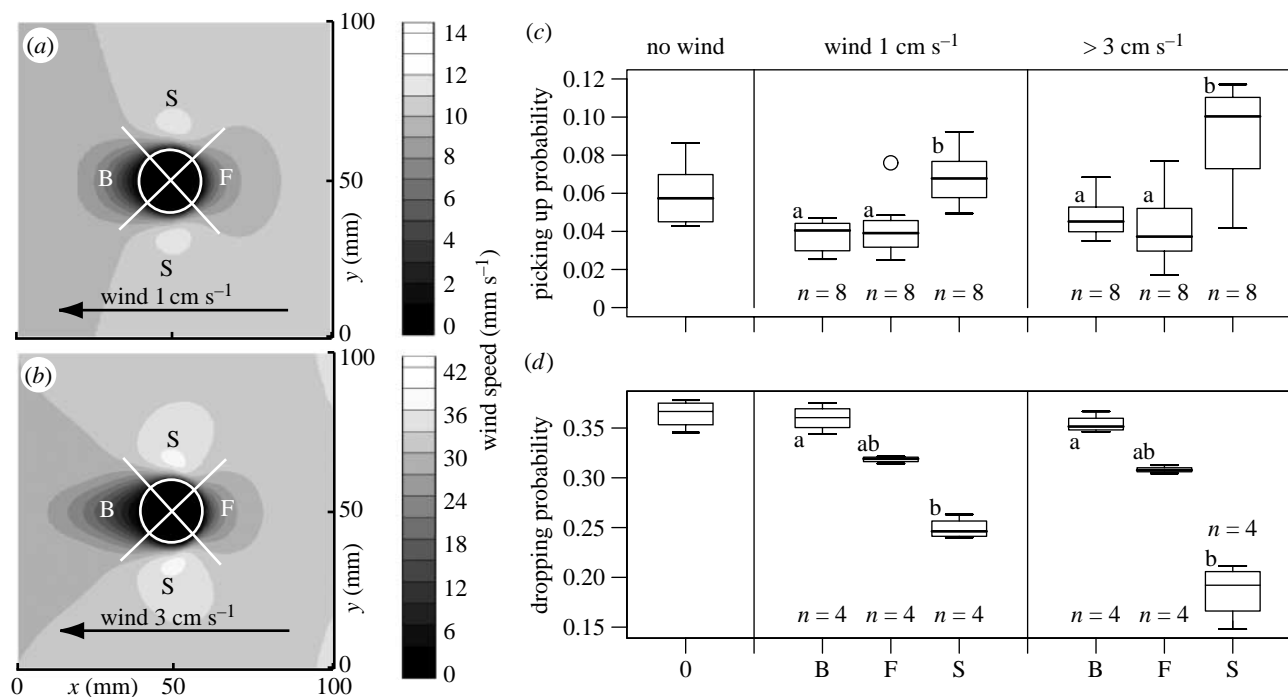 (a)
S
B
F
S
wind 1 cm s⁻¹
100
50
0
y (mm)
14
12
10
8
6
4
2
0
wind speed (mm s⁻¹)
(b)
S
B
F
S
wind 3 cm s⁻¹
100
50
0
y (mm)
0
x (mm)
50
100
42
36
30
24
18
12
6
0
(c)
no wind
wind 1 cm s⁻¹
> 3 cm s⁻¹
picking up probability
0.12
0.10
0.08
0.06
0.04
0.02
0
a
a
b
a
a
b
n = 8
n = 8
n = 8
n = 8
n = 8
n = 8
(d)
dropping probability
0.35
0.30
0.25
0.20
0.15
a
ab
b
a
ab
n = 4
b
n = 4
n = 4
n = 4
n = 4
n = 4
0
B
F
S
B
F
S